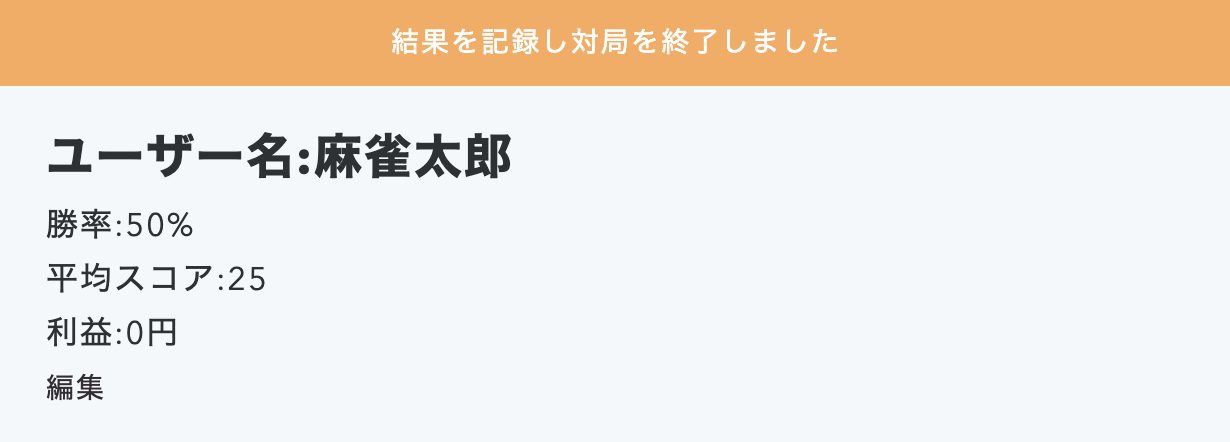 結果を記録し対局を終了しました
ユーザー名:麻雀太郎
勝率:50%
平均スコア:25
利益:0円
編集